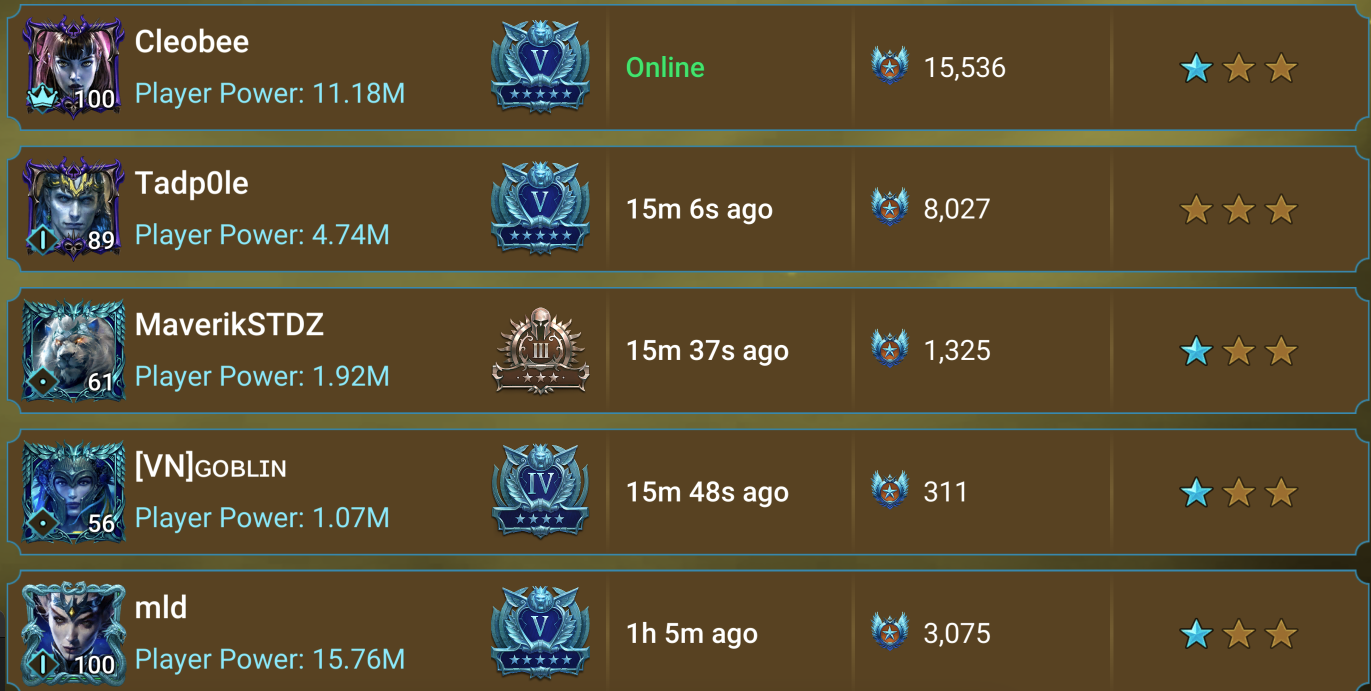 Cleobee
V
Online
15,536
100
Player Power: 11.18M
Tadp0le
V
15m 6s ago
8,027
89
Player Power: 4.74M
MaverikSTDZ
III
15m 37s ago
1,325
61
Player Power: 1.92M
[VN]ɢᴏʙʟɪɴ
IV
15m 48s ago
311
56
Player Power: 1.07M
mld
V
1h 5m ago
3,075
100
Player Power: 15.76M